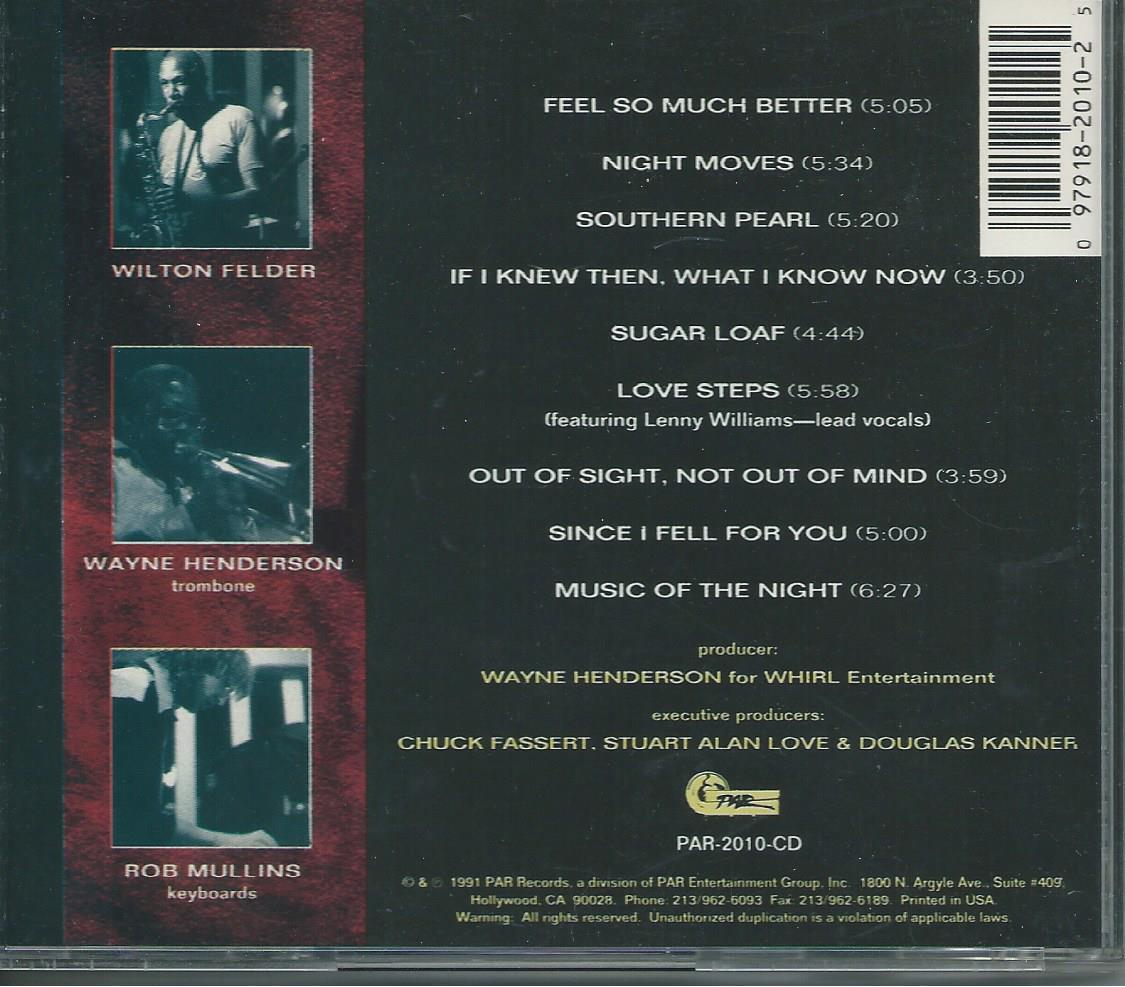 WILTON FELDER
WAYNE HENDERSON
trombone
ROB MULLINS
keyboards
FEEL SO MUCH BETTER (5:05)
NIGHT MOVES (5:34)
SOUTHERN PEARL (5:20)
IF I KNEW THEN, WHAT I KNOW NOW (3:50)
SUGAR LOAF (4:44)
LOVE STEPS (5:58)
(featuring Lenny Williams—lead vocals)
OUT OF SIGHT, NOT OUT OF MIND (3:59)
SINCE I FELL FOR YOU (5:00)
MUSIC OF THE NIGHT (6:27)
producer:
WAYNE HENDERSON for WHIRL Entertainment
executive producers:
CHUCK FASSERT, STUART ALAN LOVE & DOUGLAS KANNER
PAR
PAR-2010-CD
© & ℗ 1991 PAR Records, a division of PAR Entertainment Group, Inc. 1800 N. Argyle Ave., Suite #409,
Hollywood, CA 90028. Phone: 213/962-6093 Fax: 213/962-6189. Printed in USA.
Warning: All rights reserved. Unauthorized duplication is a violation of applicable laws.
0 97918-2010-2 5